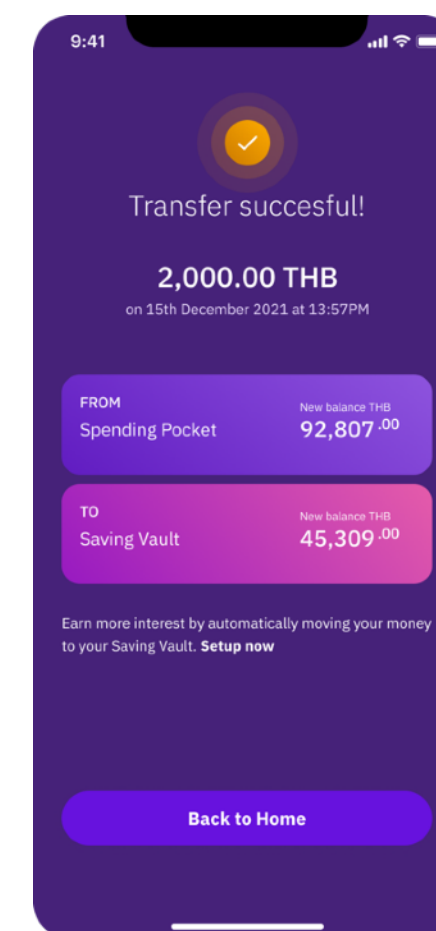 9:41
Transfer succesful!
2,000.00 THB
on 15th December 2021 at 13:57PM
FROM
Spending Pocket
New balance THB
92,807.00
TO
Saving Vault
New balance THB
45,309.00
Earn more interest by automatically moving your money
to your Saving Vault. Setup now
Back to Home